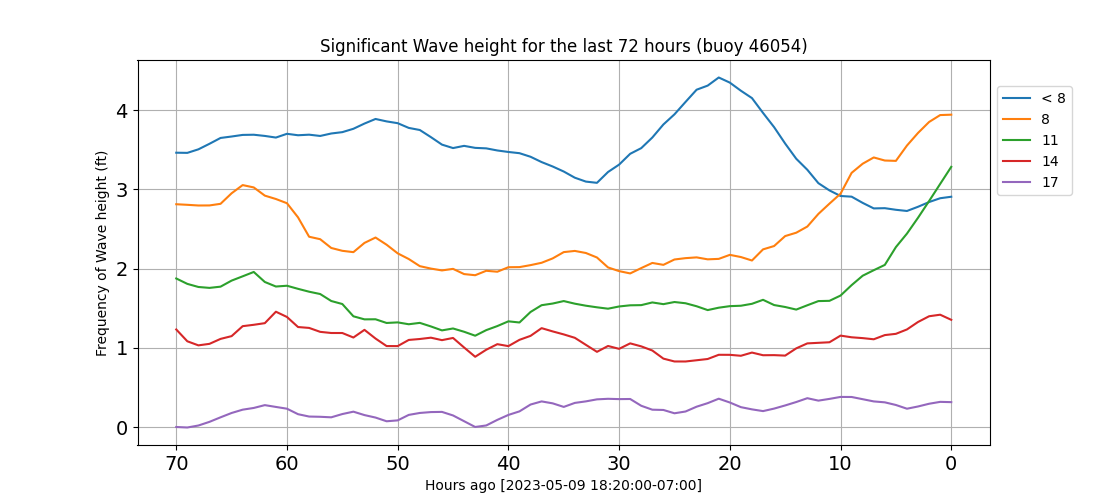 Significant Wave height for the last 72 hours (buoy 46054)
Frequency of Wave height (ft)
4
3
2
1
0
70 60 50 40 30 20 10 0
Hours ago [2023-05-09 18:20:00-07:00]
< 8
8
11
14
17